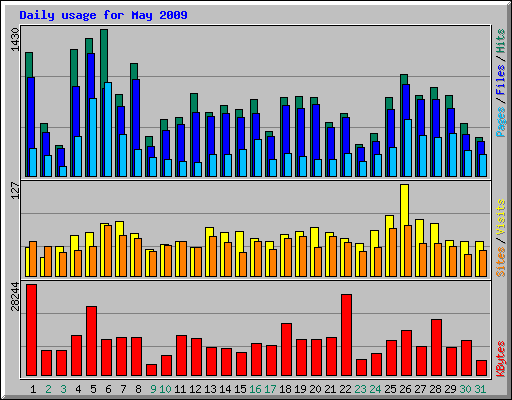 Daily usage for May 2009
1430
Pages / Files / Hits
127
Sites / Visits
28244
KBytes
1 2 3 4 5 6 7 8 9 10 11 12 13 14 15 16 17 18 19 20 21 22 23 24 25 26 27 28 29 30 31